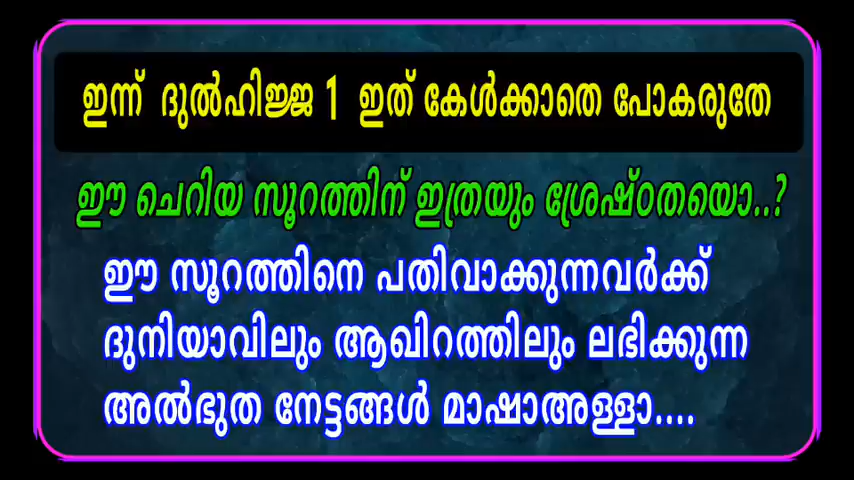 ഇന്ന് ദുൽഹിജ്ജ 1 ഇത് കേൾക്കാതെ പോകരുതേ
ഈ ചെറിയ സൂറത്തിന് ഇത്രയും ശ്രേഷ്ഠതയൊ..?
ഈ സൂറത്തിനെ പതിവാക്കുന്നവർക്ക്
ദുനിയാവിലും ആഖിറത്തിലും ലഭിക്കുന്ന
അൽഭുത നേട്ടങ്ങൾ മാഷാഅള്ളാ....